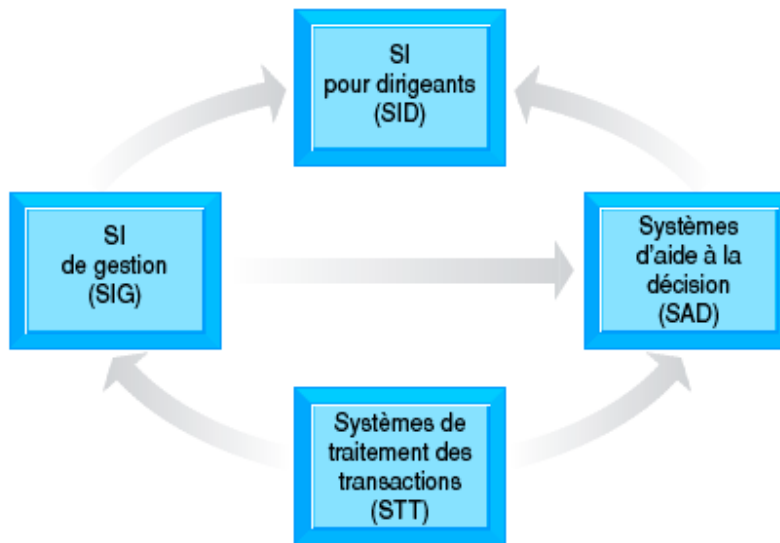 SI
pour dirigeants
(SID)
SI
de gestion
(SIG)
Systèmes
d'aide à la
décision
(SAD)
Systèmes de
traitement des
transactions
(STT)